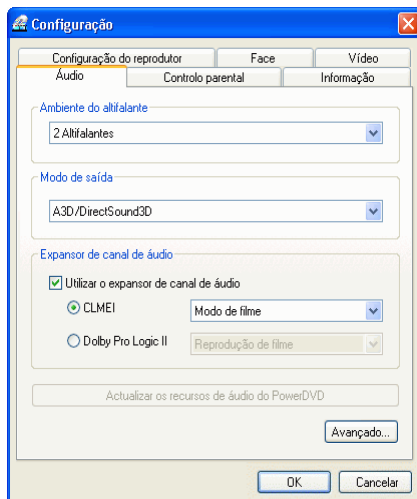 Configuração
Configuração do reprodutor Face Vídeo
Áudio Controlo parental Informação
Ambiente do altifalante
2 Altifalantes
Modo de saída
A3D/DirectSound3D
Expansor de canal de áudio
Utilizar o expansor de canal de áudio
CLMEI Modo de filme
Dolby Pro Logic II Reprodução de filme
Actualizar os recursos de áudio do PowerDVD
Avançado...
OK Cancelar